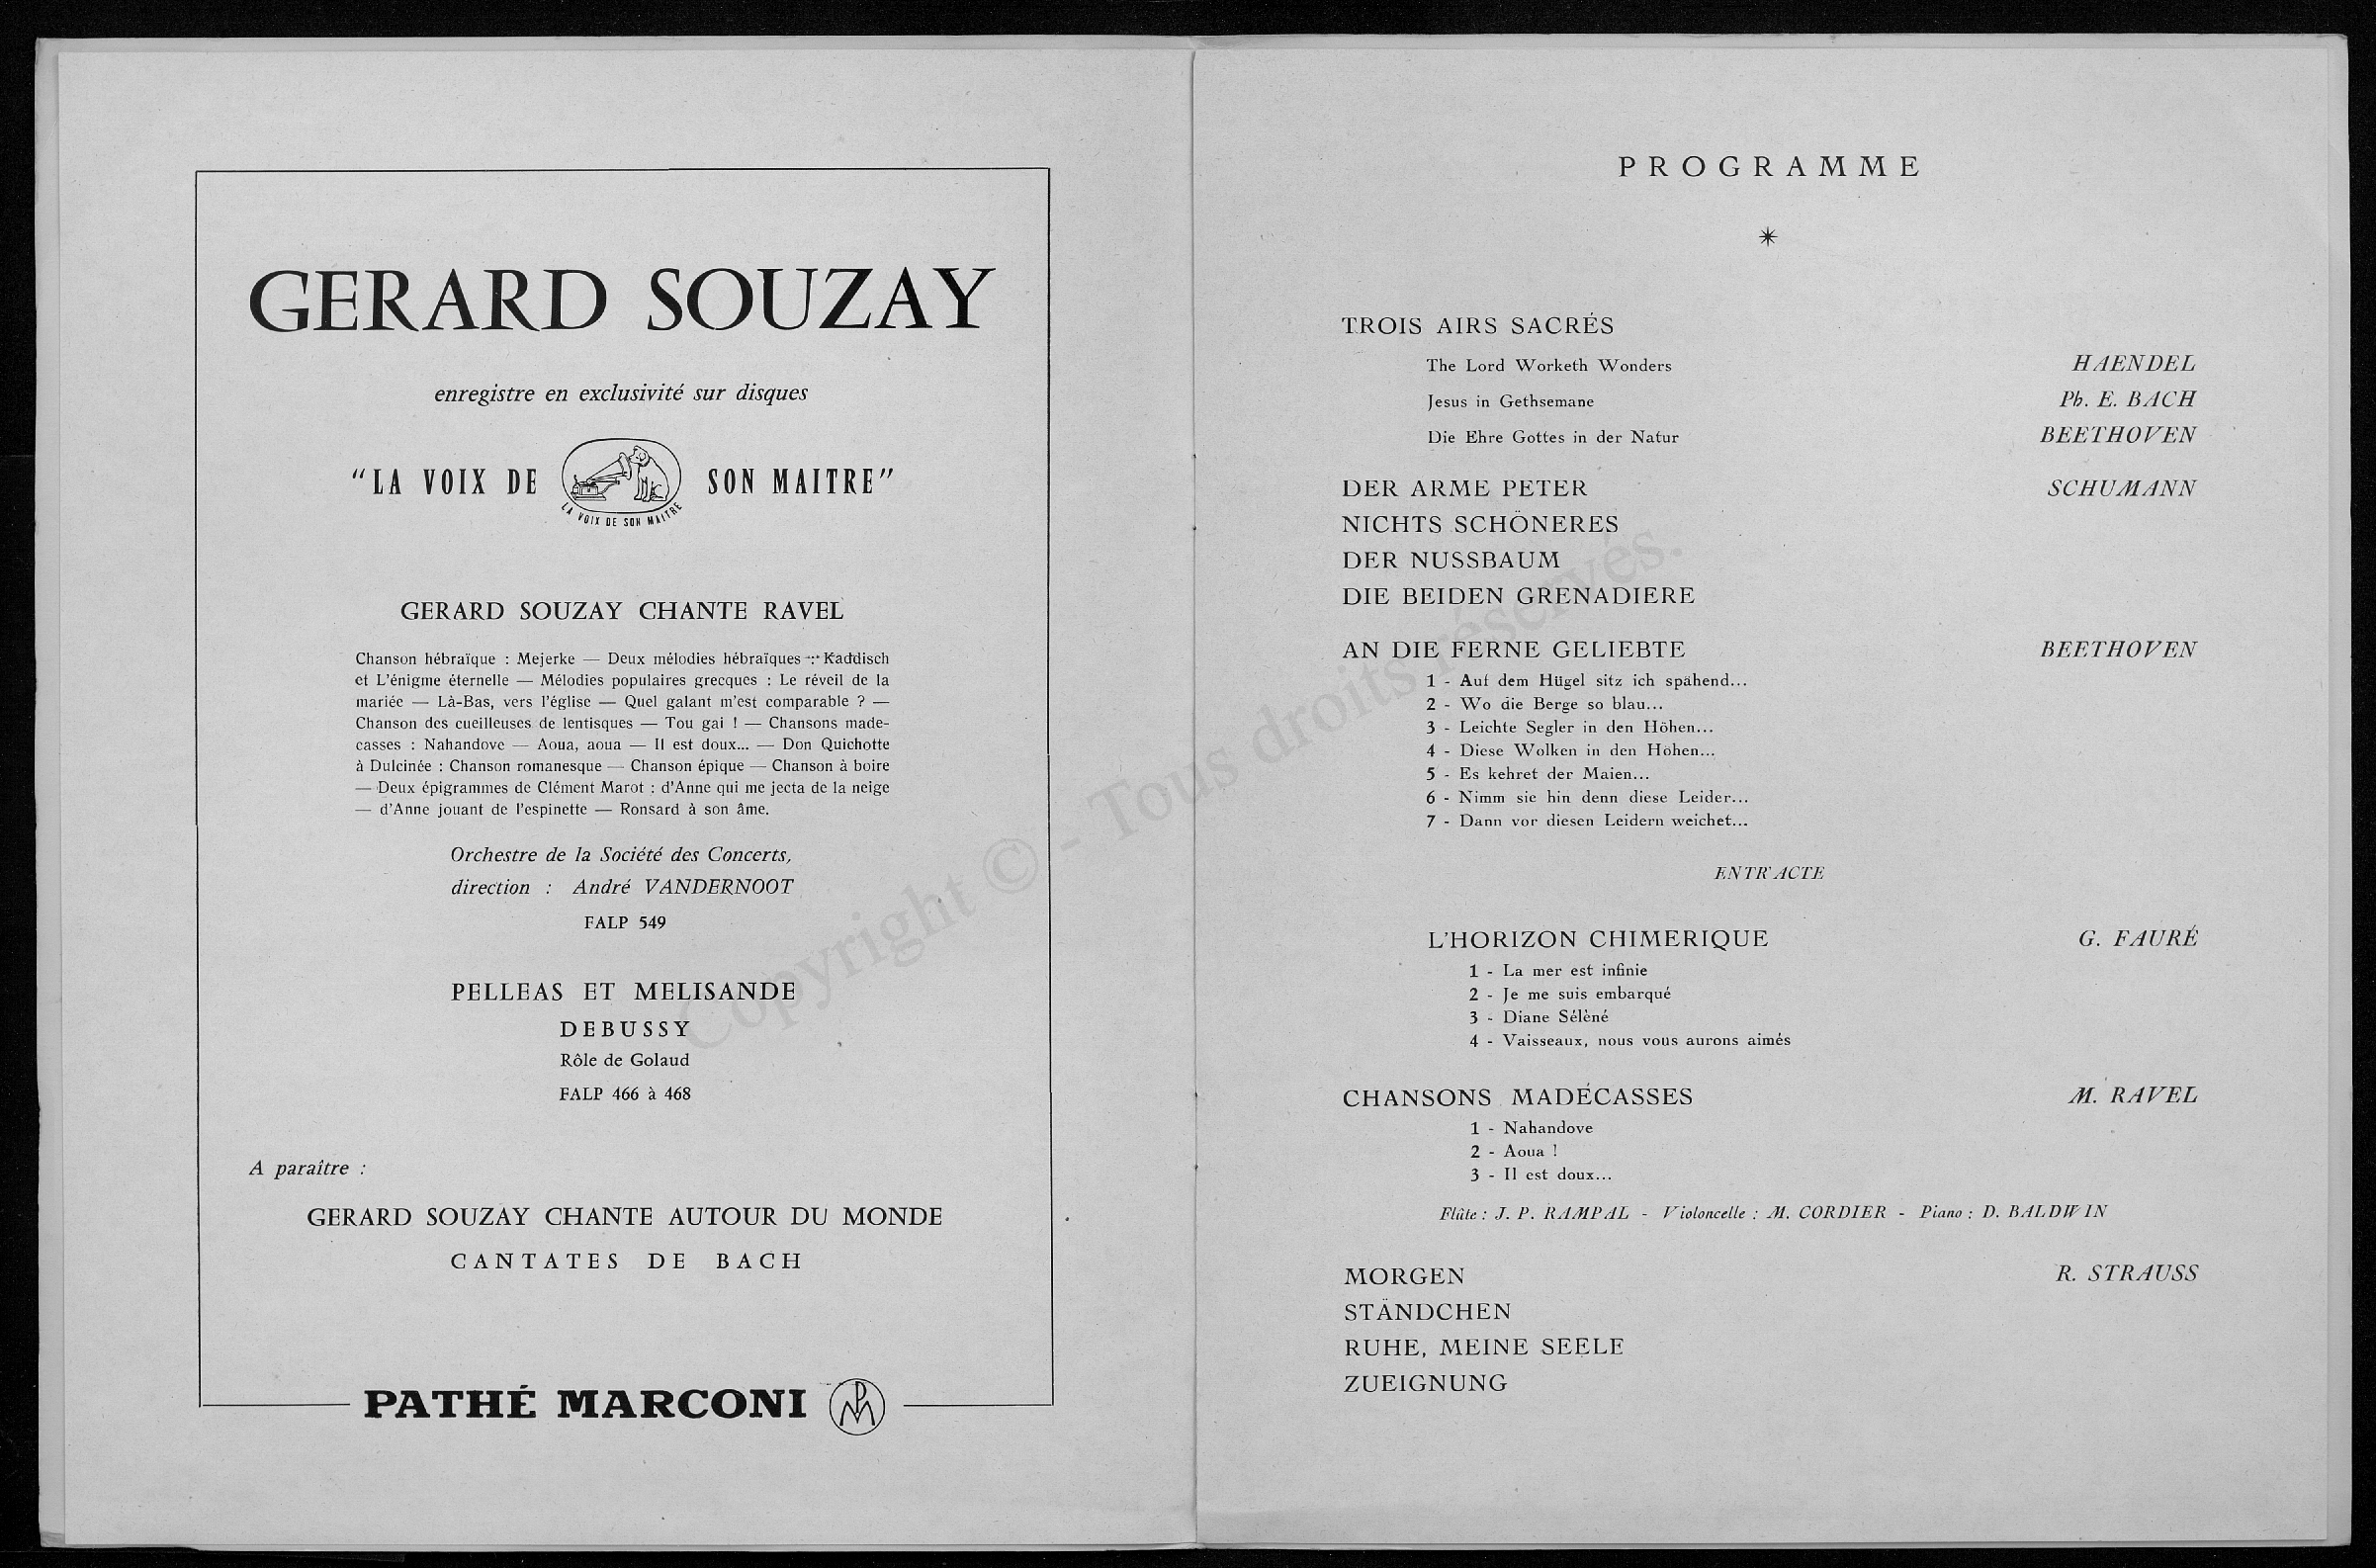 GERARD SOUZAY
enregistre en exclusivité sur disques
"LA VOIX DE SON MAITRE"
LA VOIX DE SON MAITRE
GERARD SOUZAY CHANTE RAVEL
Chanson hébraïque : Mejerke — Deux mélodies hébraïques : Kaddisch
et L'énigme éternelle — Mélodies populaires grecques : Le réveil de la
mariée — Là-Bas, vers l'église — Quel galant m'est comparable ? —
Chanson des cueilleuses de lentisques — Tou gai ! — Chansons made-
casses : Nahandove — Aoua, aoua — Il est doux... — Don Quichotte
à Dulcinée : Chanson romanesque — Chanson épique — Chanson à boire
— Deux épigrammes de Clément Marot : d'Anne qui me jecta de la neige
— d'Anne jouant de l'espinette — Ronsard à son âme.
Orchestre de la Société des Concerts,
direction : André VANDERNOOT
FALP 549
PELLEAS ET MELISANDE
DEBUSSY
Rôle de Golaud
FALP 466 à 468
A paraître :
GERARD SOUZAY CHANTE AUTOUR DU MONDE
CANTATES DE BACH
PATHÉ MARCONI
PROGRAMME
TROIS AIRS SACRÉS
The Lord Worketh Wonders HAENDEL
Jesus in Gethsemane Ph. E. BACH
Die Ehre Gottes in der Natur BEETHOVEN
DER ARME PETER SCHUMANN
NICHTS SCHÖNERES
DER NUSSBAUM
DIE BEIDEN GRENADIERE
AN DIE FERNE GELIEBTE BEETHOVEN
1 - Auf dem Hügel sitz ich spähend...
2 - Wo die Berge so blau...
3 - Leichte Segler in den Höhen...
4 - Diese Wolken in den Höhen...
5 - Es kehret der Maien...
6 - Nimm sie hin denn diese Leider...
7 - Dann vor diesen Leidern weichet...
ENTR'ACTE
L'HORIZON CHIMERIQUE G. FAURÉ
1 - La mer est infinie
2 - Je me suis embarqué
3 - Diane Séléné
4 - Vaisseaux, nous vous aurons aimés
CHANSONS MADÉCASSES M. RAVEL
1 - Nahandove
2 - Aoua !
3 - Il est doux...
Flûte : J. P. RAMPAL - Violoncelle : M. CORDIER - Piano : D. BALDWIN
MORGEN R. STRAUSS
STÄNDCHEN
RUHE, MEINE SEELE
ZUEIGNUNG
Copyright © - Tous droits réservés.